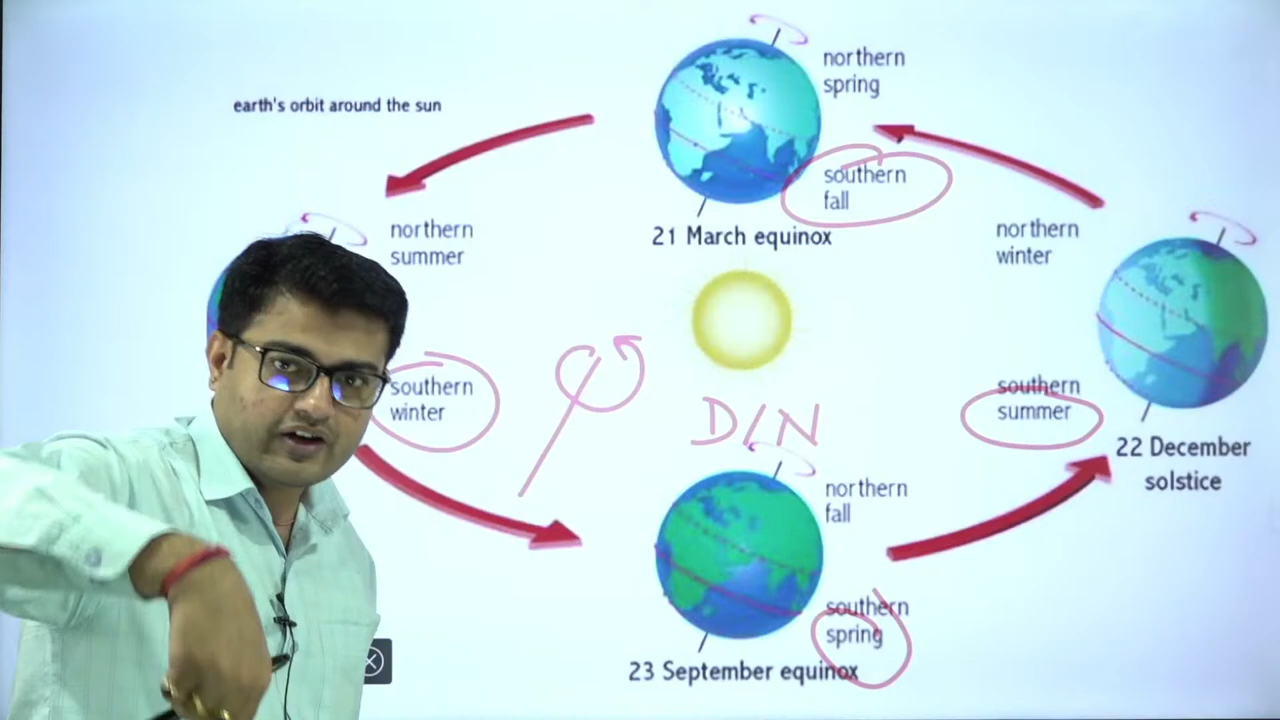 earth's orbit around the sun
northern
spring
southern
fall
21 March equinox
northern
summer
southern
winter
northern
winter
southern
summer
22 December
solstice
D/N
northern
fall
southern
spring
23 September equinox